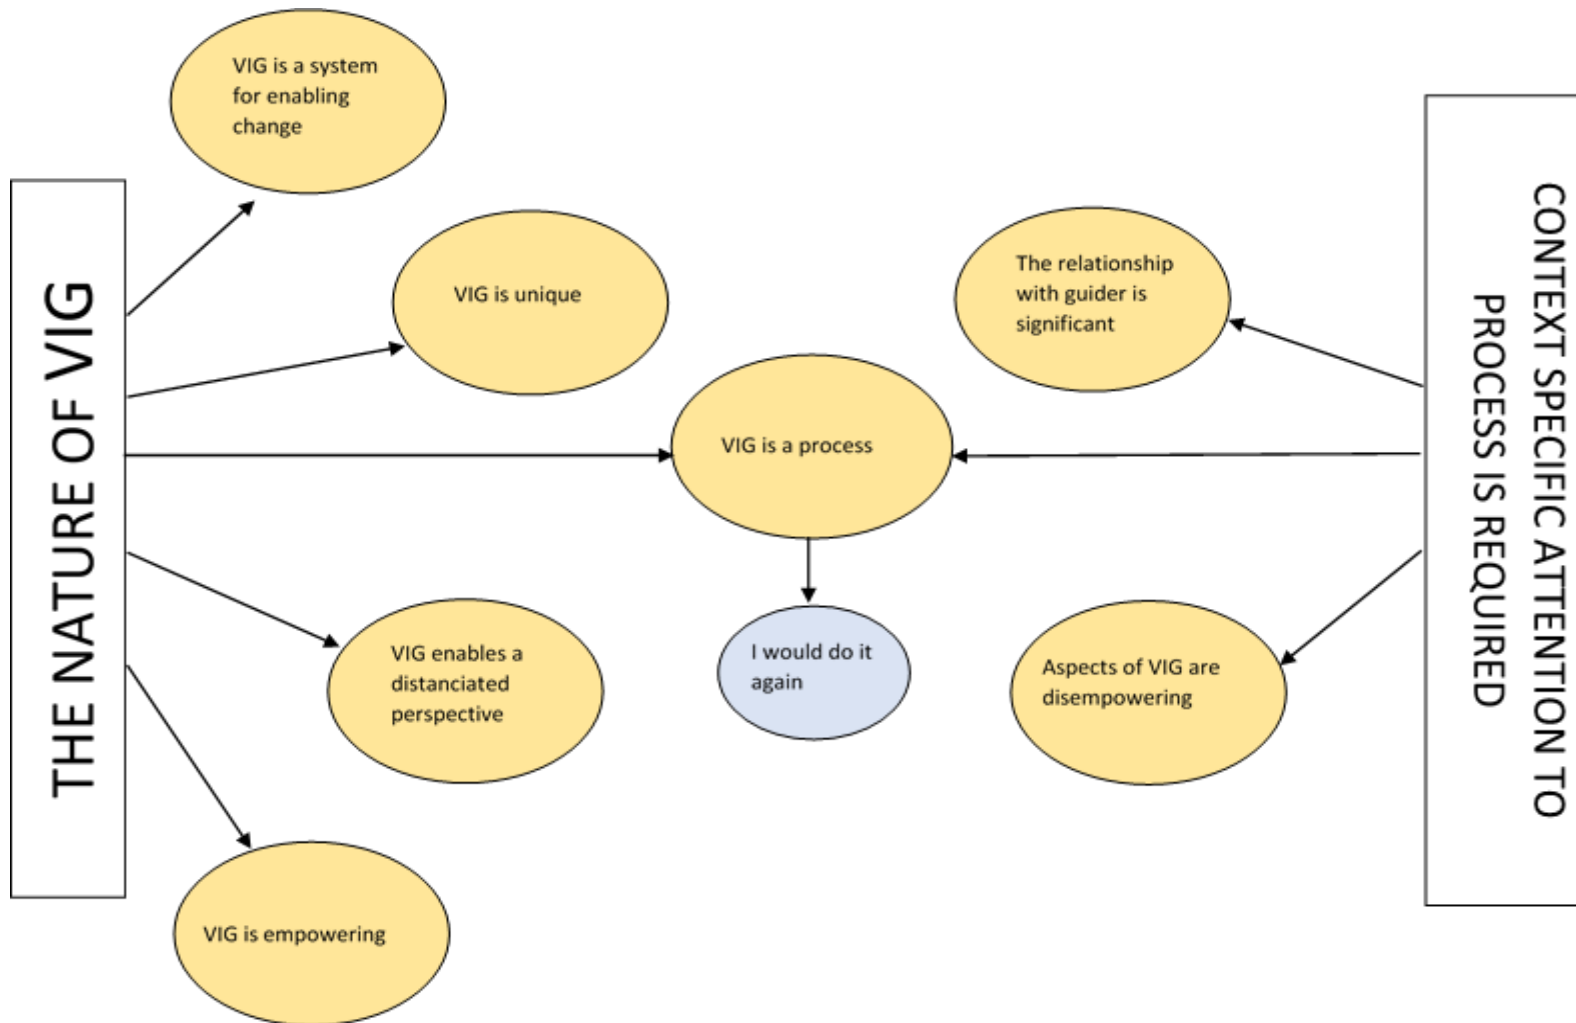 THE NATURE OF VIG
VIG is a system
for enabling
change
VIG is unique
VIG is a process
I would do it
again
VIG enables a
distanciated
perspective
VIG is empowering
The relationship
with guider is
significant
Aspects of VIG are
disempowering
CONTEXT SPECIFIC ATTENTION TO
PROCESS IS REQUIRED